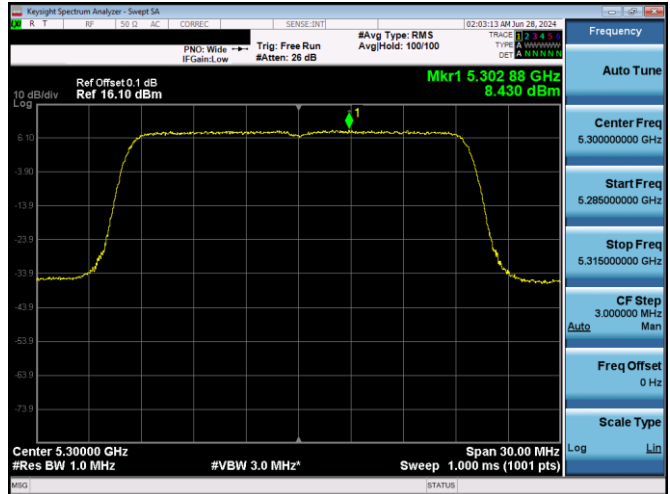 Keysight Spectrum Analyzer - Swept SA
R T RF 50 Ω AC CORREC SENSE:INT 02:03:13 AM Jun 28, 2024
PNO: Wide
IFGain:Low
Trig: Free Run
#Atten: 26 dB
#Avg Type: RMS
Avg|Hold: 100/100
TRACE 1 2 3 4 5 6
TYPE A WWWWW
DET A N N N N N
Ref Offset 0.1 dB
10 dB/div Ref 16.10 dBm
Log
Mkr1 5.302 88 GHz
8.430 dBm
1
6.10
-3.90
-13.9
-23.9
-33.9
-43.9
-53.9
-63.9
-73.9
Center 5.30000 GHz Span 30.00 MHz
#Res BW 1.0 MHz #VBW 3.0 MHz* Sweep 1.000 ms (1001 pts)
MSG STATUS
Frequency
Auto Tune
Center Freq
5.300000000 GHz
Start Freq
5.285000000 GHz
Stop Freq
5.315000000 GHz
CF Step
3.000000 MHz
Auto Man
Freq Offset
0 Hz
Scale Type
Log Lin